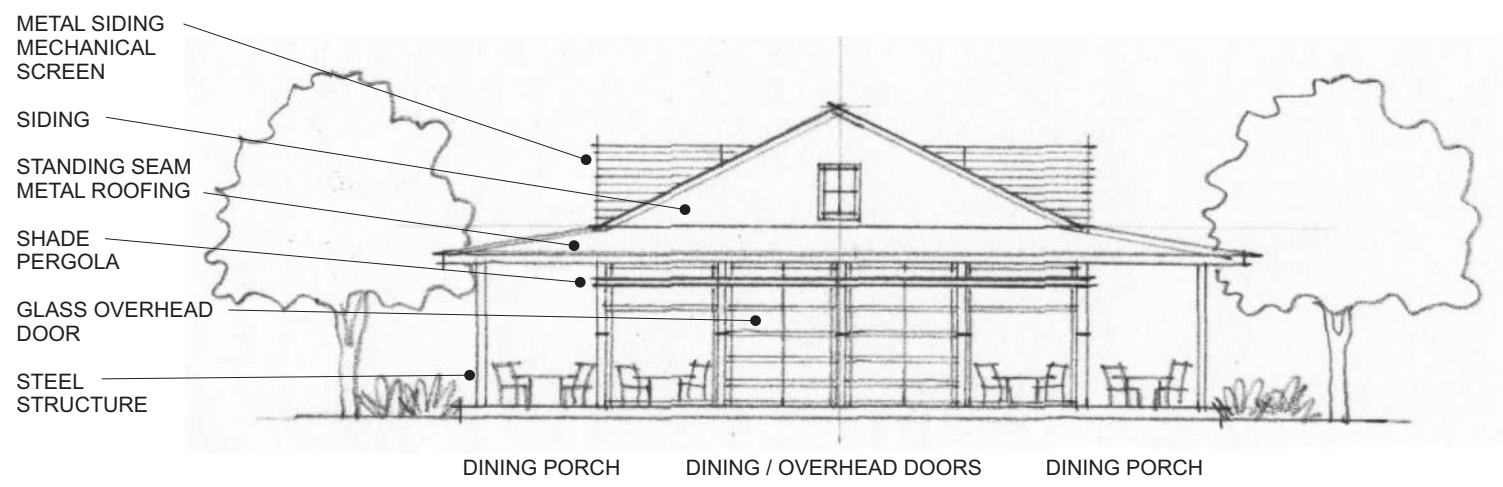 METAL SIDING
MECHANICAL
SCREEN
SIDING
STANDING SEAM
METAL ROOFING
SHADE
PERGOLA
GLASS OVERHEAD
DOOR
STEEL
STRUCTURE
DINING PORCH
DINING / OVERHEAD DOORS
DINING PORCH